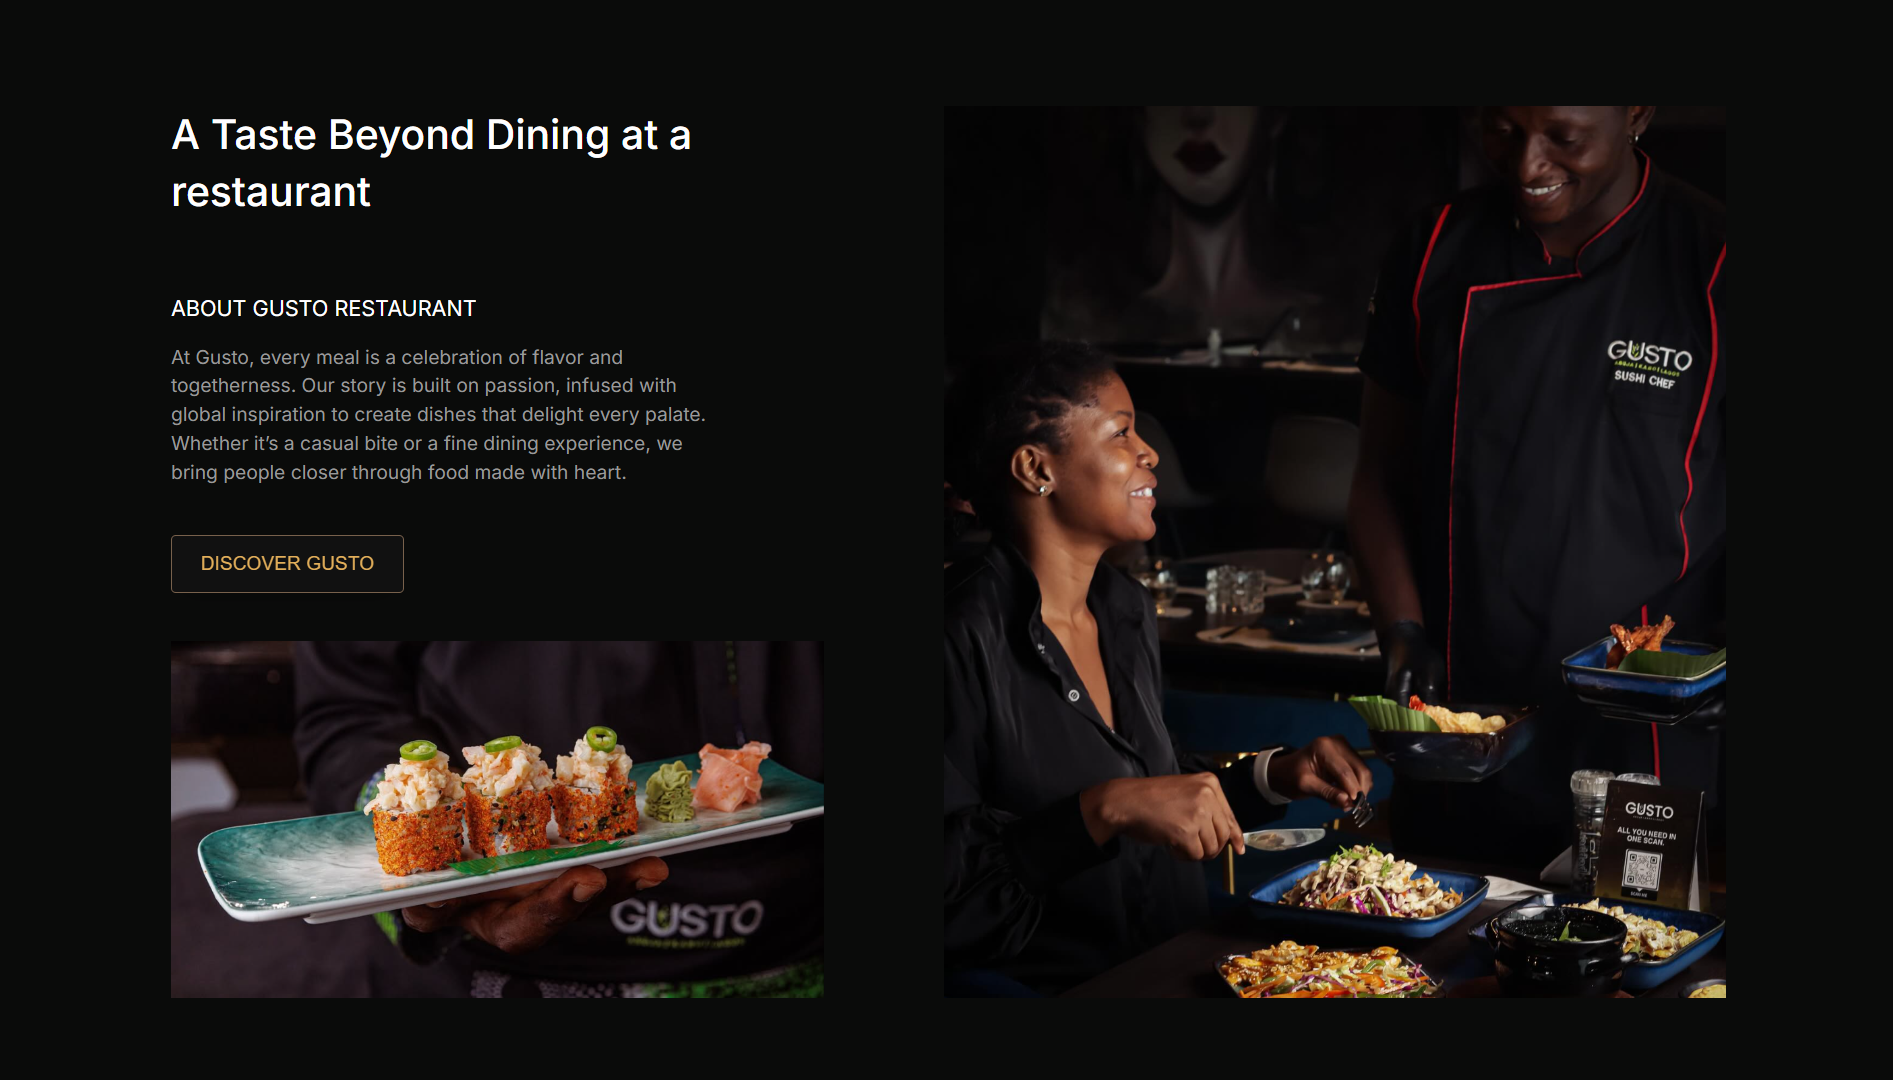 A Taste Beyond Dining at a
restaurant
ABOUT GUSTO RESTAURANT
At Gusto, every meal is a celebration of flavor and
togetherness. Our story is built on passion, infused with
global inspiration to create dishes that delight every palate.
Whether it’s a casual bite or a fine dining experience, we
bring people closer through food made with heart.
DISCOVER GUSTO
GUSTO
GUSTO
SUSHI CHEF
GUSTO
ALL YOU NEED IN
ONE SCAN.
SCAN ME